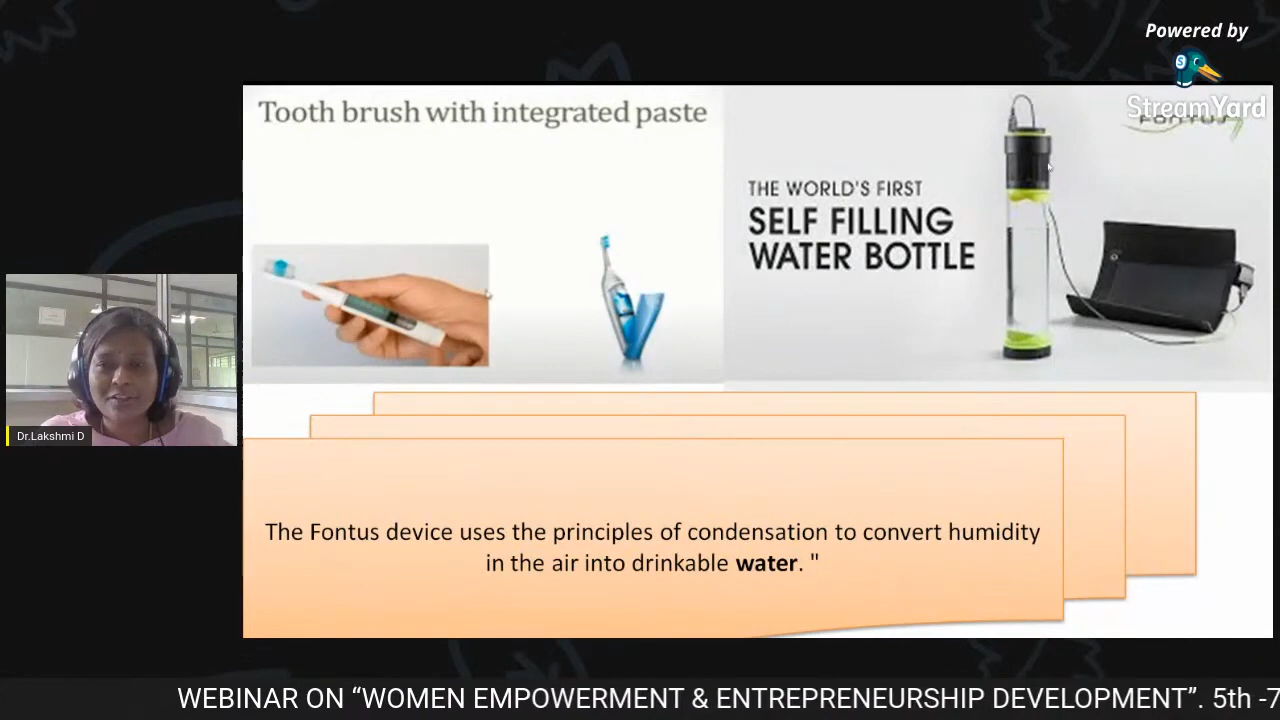 Powered by
StreamYard
Tooth brush with integrated paste
FONTUS
THE WORLD'S FIRST
SELF FILLING
WATER BOTTLE
Dr.Lakshmi D
The Fontus device uses the principles of condensation to convert humidity
in the air into drinkable water. "
WEBINAR ON “WOMEN EMPOWERMENT & ENTREPRENEURSHIP DEVELOPMENT”. 5th -7